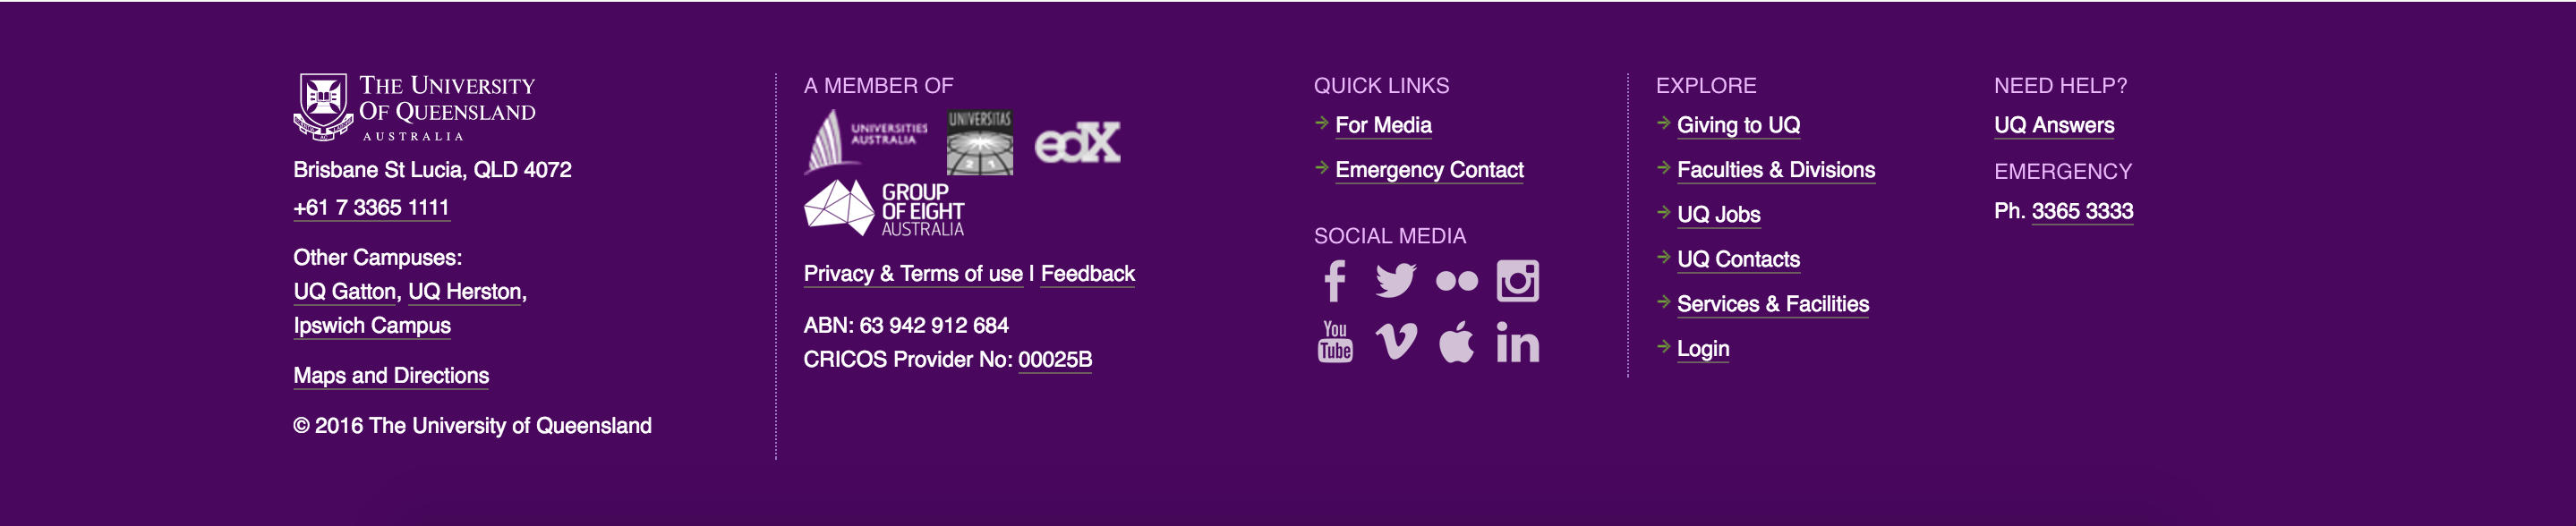 THE UNIVERSITY
OF QUEENSLAND
AUSTRALIA
Brisbane St Lucia, QLD 4072
+61 7 3365 1111
Other Campuses:
UQ Gatton, UQ Herston,
Ipswich Campus
Maps and Directions
© 2016 The University of Queensland
A MEMBER OF
UNIVERSITIES
AUSTRALIA
UNIVERSITAS
21
edX
GROUP
OF EIGHT
AUSTRALIA
Privacy & Terms of use | Feedback
ABN: 63 942 912 684
CRICOS Provider No: 00025B
QUICK LINKS
For Media
Emergency Contact
SOCIAL MEDIA
f
You
Tube
in
EXPLORE
Giving to UQ
Faculties & Divisions
UQ Jobs
UQ Contacts
Services & Facilities
Login
NEED HELP?
UQ Answers
EMERGENCY
Ph. 3365 3333